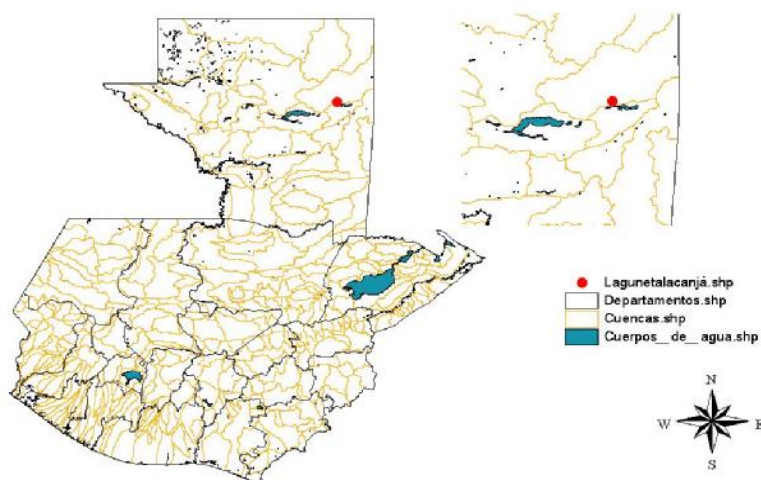 Lagunetalacanjá.shp
Departamentos.shp
Cuencas.shp
Cuerpos_de_agua.shp
N
W E
S